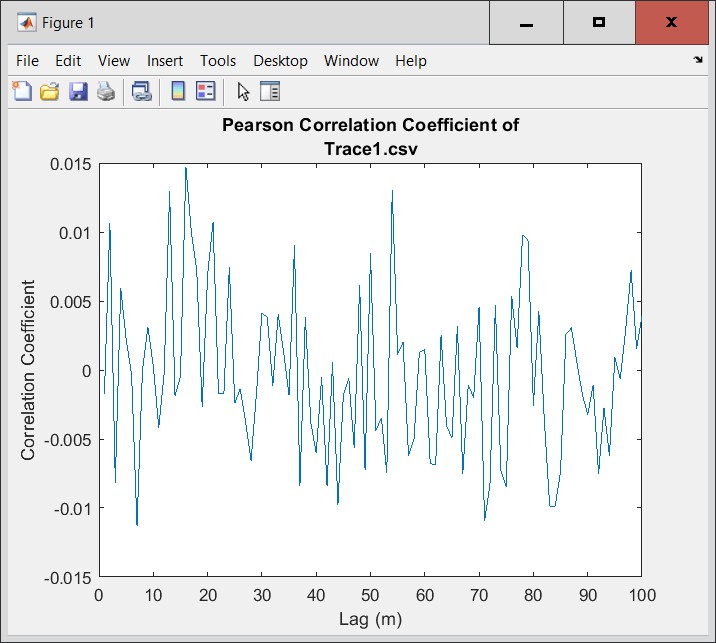 Figure 1
File Edit View Insert Tools Desktop Window Help
Pearson Correlation Coefficient of
Trace1.csv
0.015
0.01
0.005
0
-0.005
-0.01
-0.015
Correlation Coefficient
0 10 20 30 40 50 60 70 80 90 100
Lag (m)